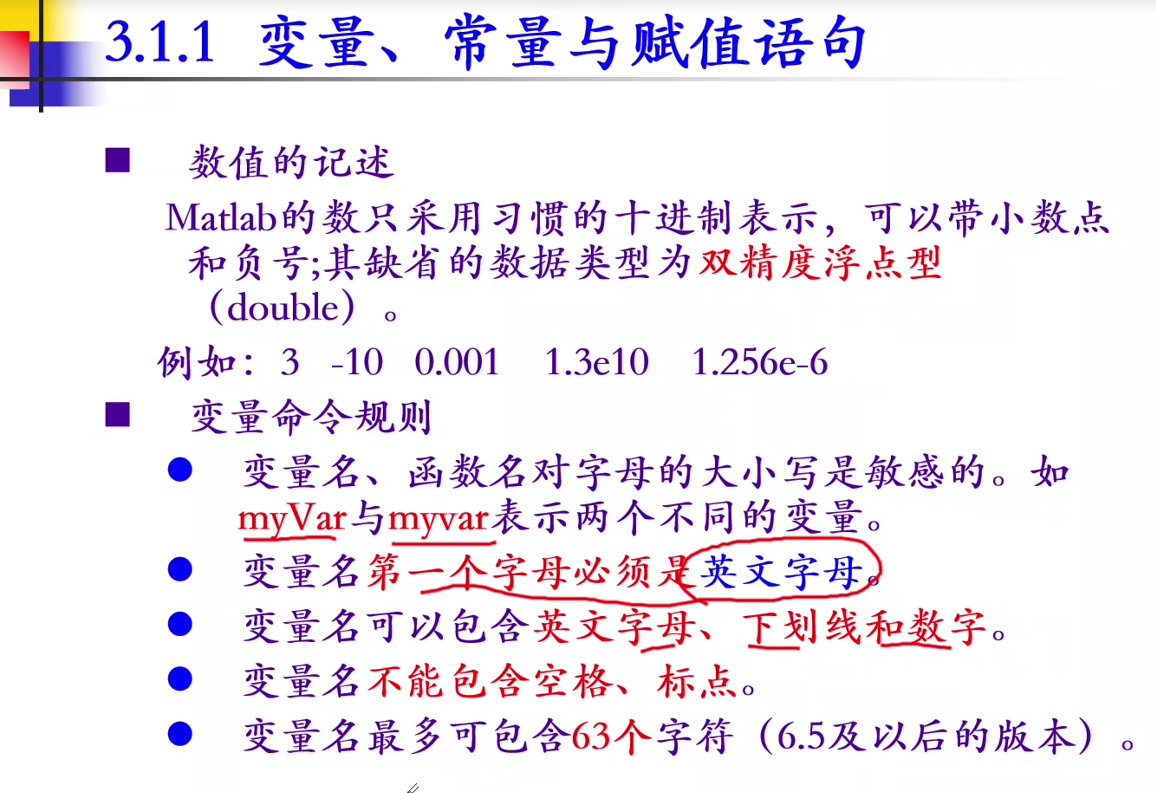 3.1.1 变量、常量与赋值语句
数值的记述
Matlab的数只采用习惯的十进制表示，可以带小数点
和负号;其缺省的数据类型为双精度浮点型
（double）。
例如：3 -10 0.001 1.3e10 1.256e-6
变量命令规则
变量名、函数名对字母的大小写是敏感的。如
myVar与myvar表示两个不同的变量。
变量名第一个字母必须是英文字母。
变量名可以包含英文字母、下划线和数字。
变量名不能包含空格、标点。
变量名最多可包含63个字符（6.5及以后的版本）。